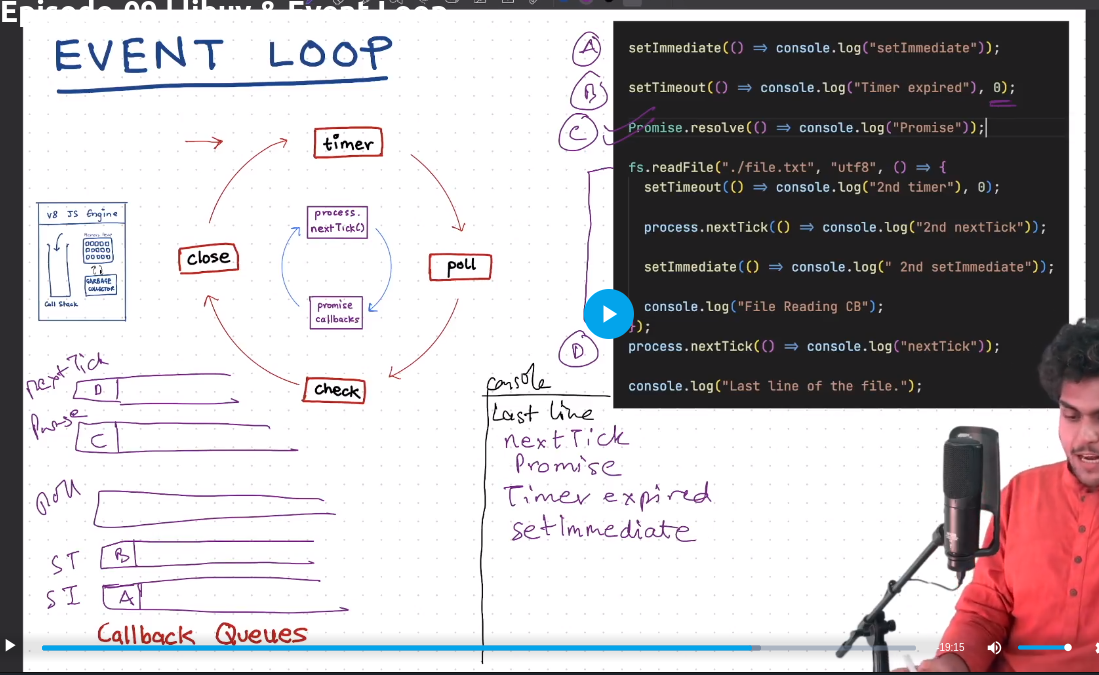 Episode-09 | libuv & Event Loop
EVENT LOOP
timer
process.
nextTick()
close
poll
promise
callbacks
check
V8 JS Engine
Memory heap
GARBAGE
COLLECTOR
Call Stack
A
B
C
D
setImmediate(() => console.log("setImmediate"));
setTimeout(() => console.log("Timer expired"), 0);
Promise.resolve(() => console.log("Promise"));
fs.readFile("./file.txt", "utf8", () => {
setTimeout(() => console.log("2nd timer"), 0);
process.nextTick(() => console.log("2nd nextTick"));
setImmediate(() => console.log(" 2nd setImmediate"));
console.log("File Reading CB");
});
process.nextTick(() => console.log("nextTick"));
console.log("Last line of the file.");
nextTick
D
C
poll
ST B
SI A
Callback Queues
console
Last line
nextTick
Promise
Timer expired
setImmediate
19:15